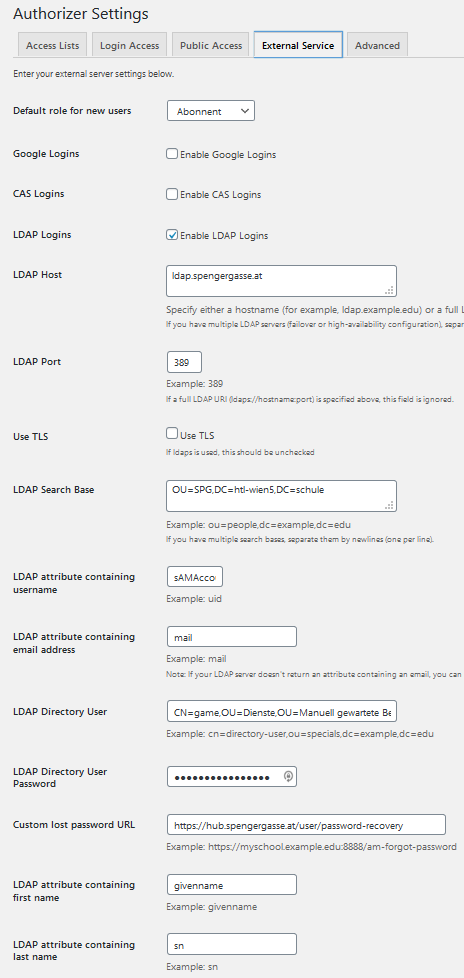 Authorizer Settings
Access Lists Login Access Public Access External Service Advanced
Enter your external server settings below.
Default role for new users Abonnent
Google Logins Enable Google Logins
CAS Logins Enable CAS Logins
LDAP Logins Enable LDAP Logins
LDAP Host ldap.spengergasse.at
Specify either a hostname (for example, ldap.example.edu) or a full L
If you have multiple LDAP servers (failover or high-availability configuration), separ
LDAP Port 389
Example: 389
If a full LDAP URI (ldaps://hostname:port) is specified above, this field is ignored.
Use TLS Use TLS
If ldaps is used, this should be unchecked
LDAP Search Base OU=SPG,DC=htl-wien5,DC=schule
Example: ou=people,dc=example,dc=edu
If you have multiple search bases, separate them by newlines (one per line).
LDAP attribute containing
username sAMAccou
Example: uid
LDAP attribute containing
email address mail
Example: mail
Note: If your LDAP server doesn't return an attribute containing an email, you can
LDAP Directory User CN=game,OU=Dienste,OU=Manuell gewartete Be
Example: cn=directory-user,ou=specials,dc=example,dc=edu
LDAP Directory User
Password ••••••••••••••••
Custom lost password URL https://hub.spengergasse.at/user/password-recovery
Example: https://myschool.example.edu:8888/am-forgot-password
LDAP attribute containing
first name givenname
Example: givenname
LDAP attribute containing
last name sn
Example: sn